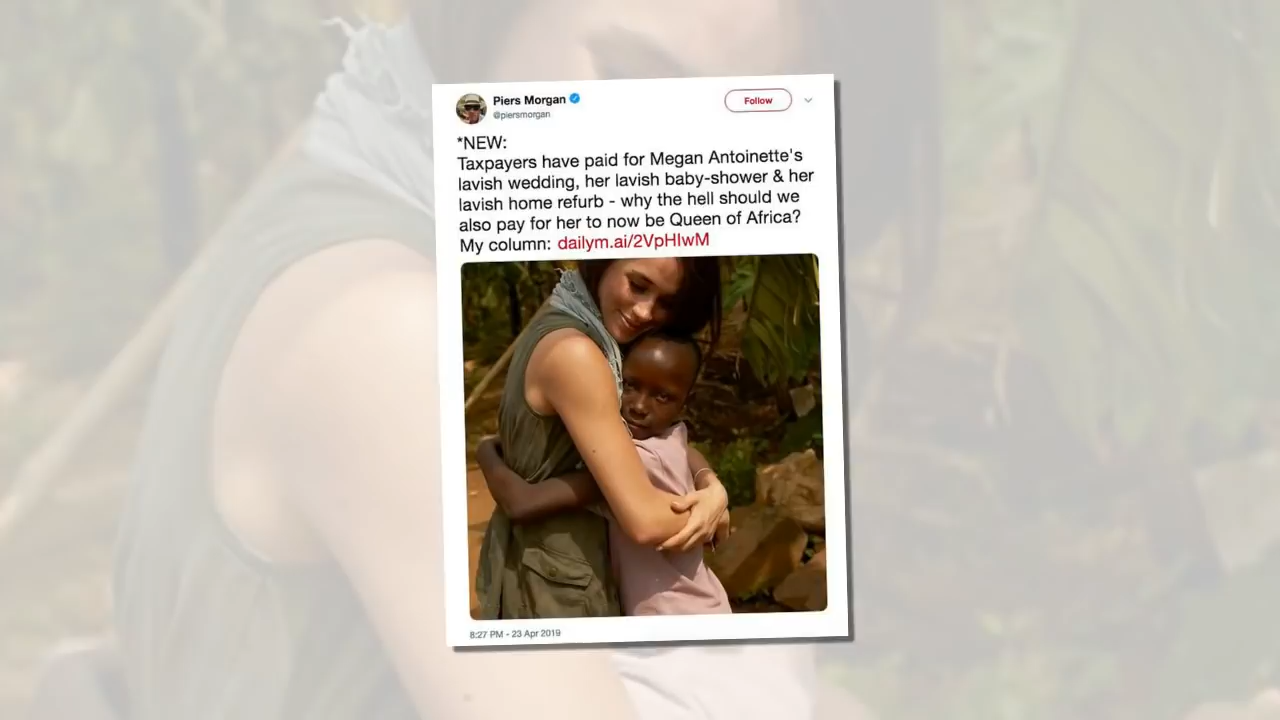 Piers Morgan
@piersmorgan
Follow
*NEW:
Taxpayers have paid for Megan Antoinette's
lavish wedding, her lavish baby-shower & her
lavish home refurb - why the hell should we
also pay for her to now be Queen of Africa?
My column: dailym.ai/2VpHIwM
8:27 PM - 23 Apr 2019